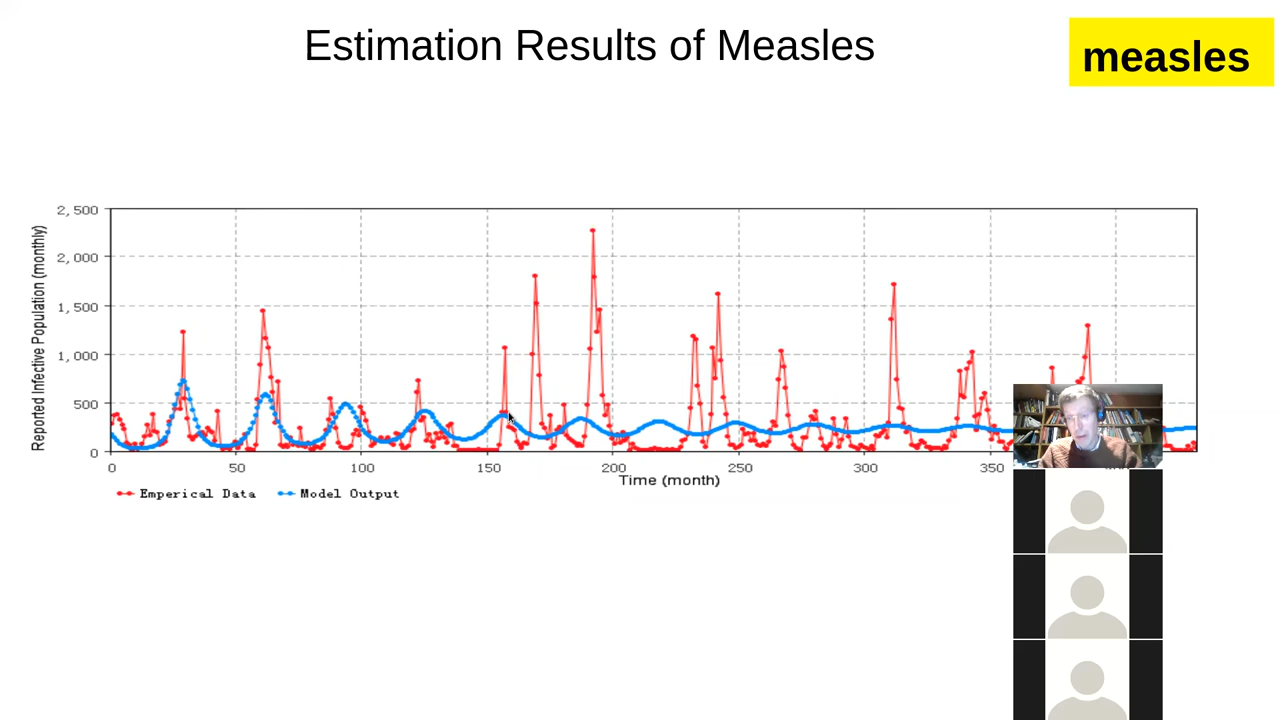 Estimation Results of Measles
measles
Reported Infective Population (monthly)
2,500
2,000
1,500
1,000
500
0
0 50 100 150 200 250 300 350
Time (month)
Emperical Data Model Output